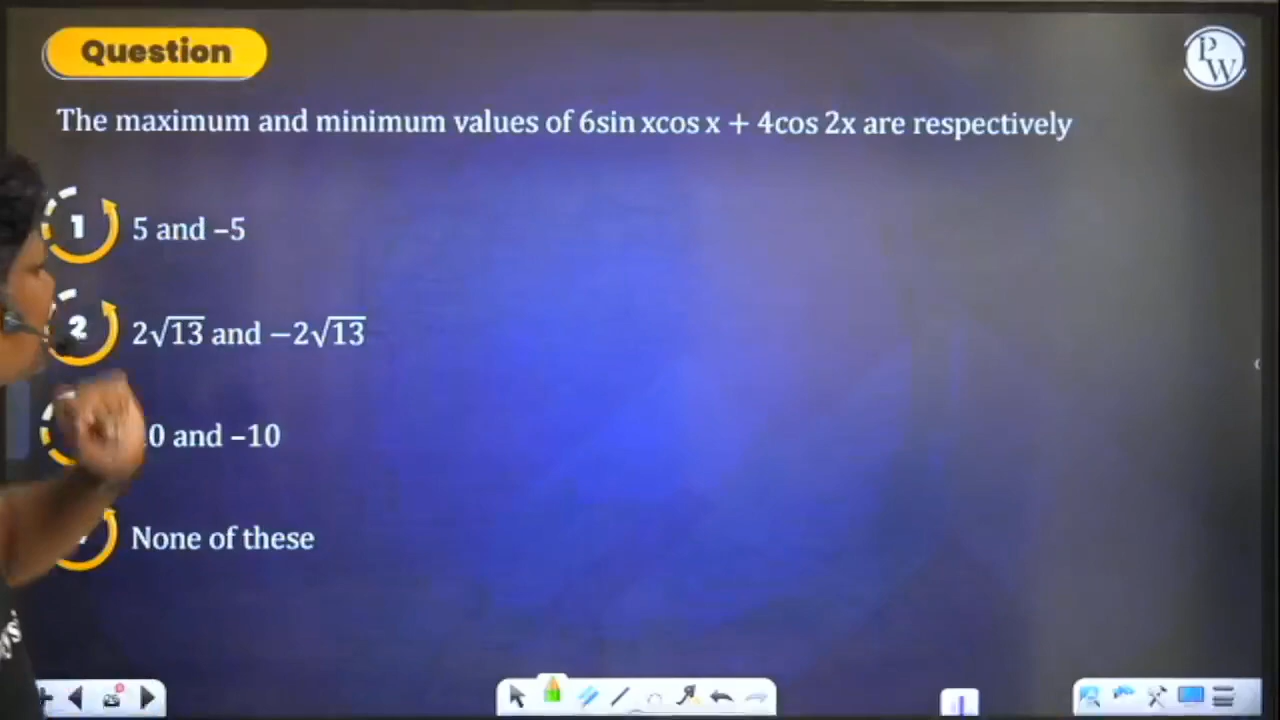 Question
P
W
The maximum and minimum values of 6sin xcos x + 4cos 2x are respectively
1
5 and –5
2
2√13 and −2√13
0 and –10
None of these